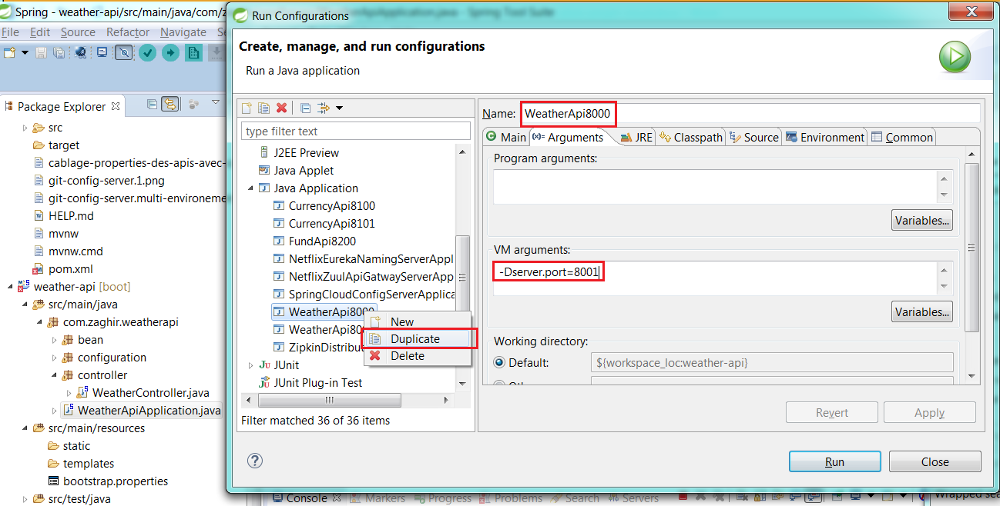 Spring - weather-api/src/main/java/com/z
File Edit Source Refactor Navigate Se
Package Explorer
src
target
cablage-properties-des-apis-avec-
git-config-server.1.png
git-config-server.multi-environeme
HELP.md
mvnw
mvnw.cmd
pom.xml
weather-api [boot]
src/main/java
com.zaghir.weatherapi
bean
configuration
controller
WeatherController.java
WeatherApiApplication.java
src/main/resources
static
templates
bootstrap.properties
src/test/java
Run Configurations
Create, manage, and run configurations
Run a Java application
type filter text
J2EE Preview
Java Applet
Java Application
CurrencyApi8100
CurrencyApi8101
FundApi8200
NetflixEurekaNamingServerAppl
NetflixZuulApiGatwayServerApp
SpringCloudConfigServerApplica
WeatherApi8000
WeatherApi80
ZipkinDistribut
JUnit
JUnit Plug-in Test
New
Duplicate
Delete
Filter matched 36 of 36 items
Name: WeatherApi8000
Main (x)= Arguments JRE Classpath Source Environment Common
Program arguments:
Variables...
VM arguments:
-Dserver.port=8001
Variables...
Working directory:
Default: ${workspace_loc:weather-api}
Revert Apply
Run Close
Console Markers Progress Problems Search Servers
Wrapped sea